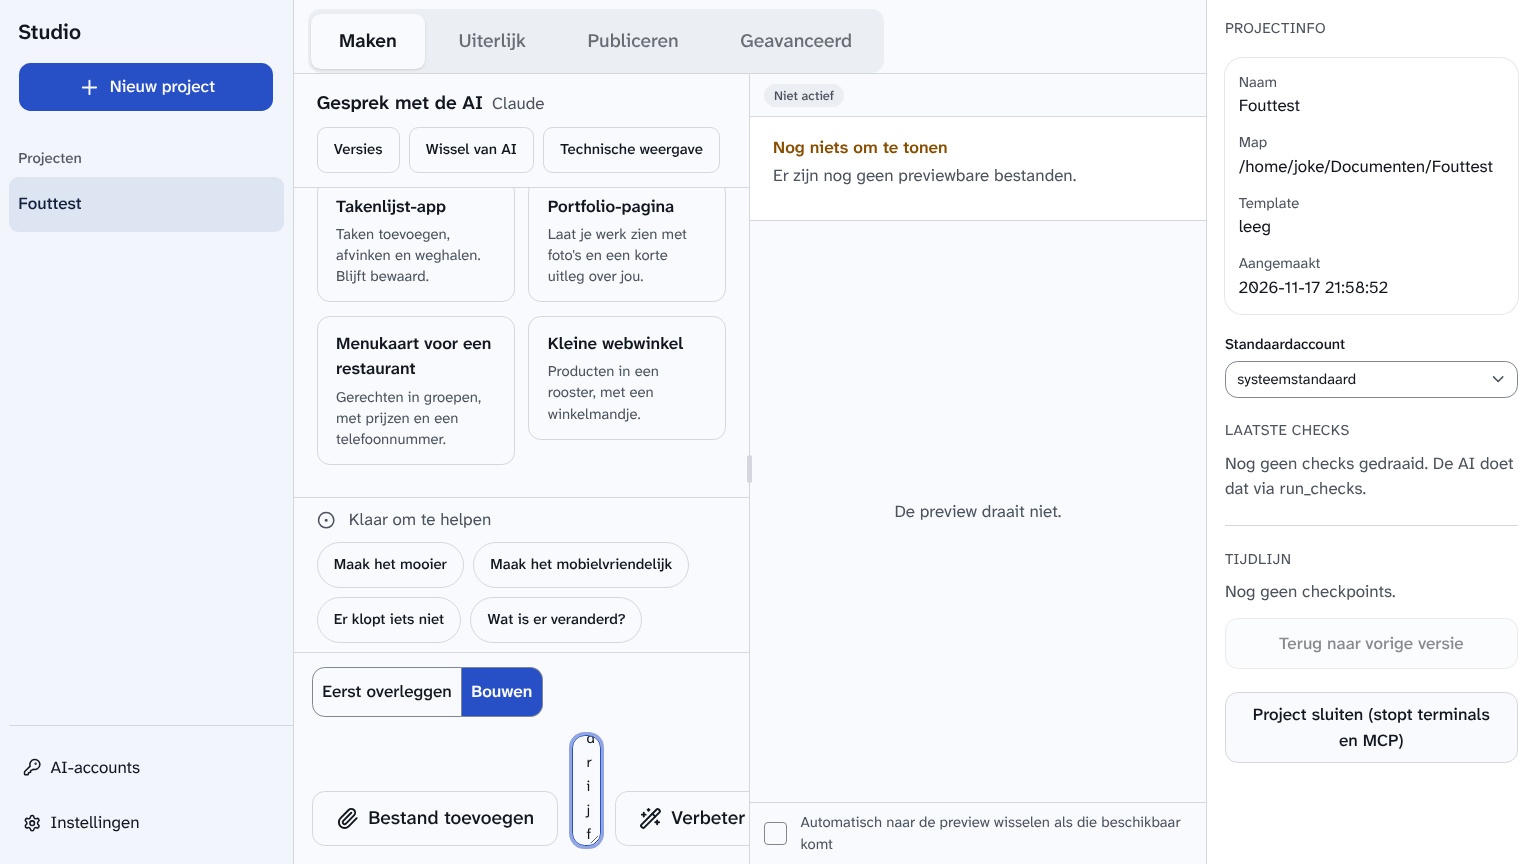 Studio
Nieuw project
Projecten
Fouttest
AI-accounts
Instellingen
Maken
Uiterlijk
Publiceren
Geavanceerd
Gesprek met de AI Claude
Versies
Wissel van AI
Technische weergave
Takenlijst-app
Taken toevoegen,
afvinken en weghalen.
Blijft bewaard.
Portfolio-pagina
Laat je werk zien met
foto's en een korte
uitleg over jou.
Menukaart voor een
restaurant
Gerechten in groepen,
met prijzen en een
telefoonnummer.
Kleine webwinkel
Producten in een
rooster, met een
winkelmandje.
Klaar om te helpen
Maak het mooier
Maak het mobielvriendelijk
Er klopt iets niet
Wat is er veranderd?
Eerst overleggen
Bouwen
Bestand toevoegen
r
i
j
f
Verbeter
Niet actief
Nog niets om te tonen
Er zijn nog geen previewbare bestanden.
De preview draait niet.
Automatisch naar de preview wisselen als die beschikbaar
komt
PROJECTINFO
Naam
Fouttest
Map
/home/joke/Documenten/Fouttest
Template
leeg
Aangemaakt
2026-11-17 21:58:52
Standaardaccount
systeemstandaard
LAATSTE CHECKS
Nog geen checks gedraaid. De AI doet
dat via run_checks.
TIJDLIJN
Nog geen checkpoints.
Terug naar vorige versie
Project sluiten (stopt terminals
en MCP)